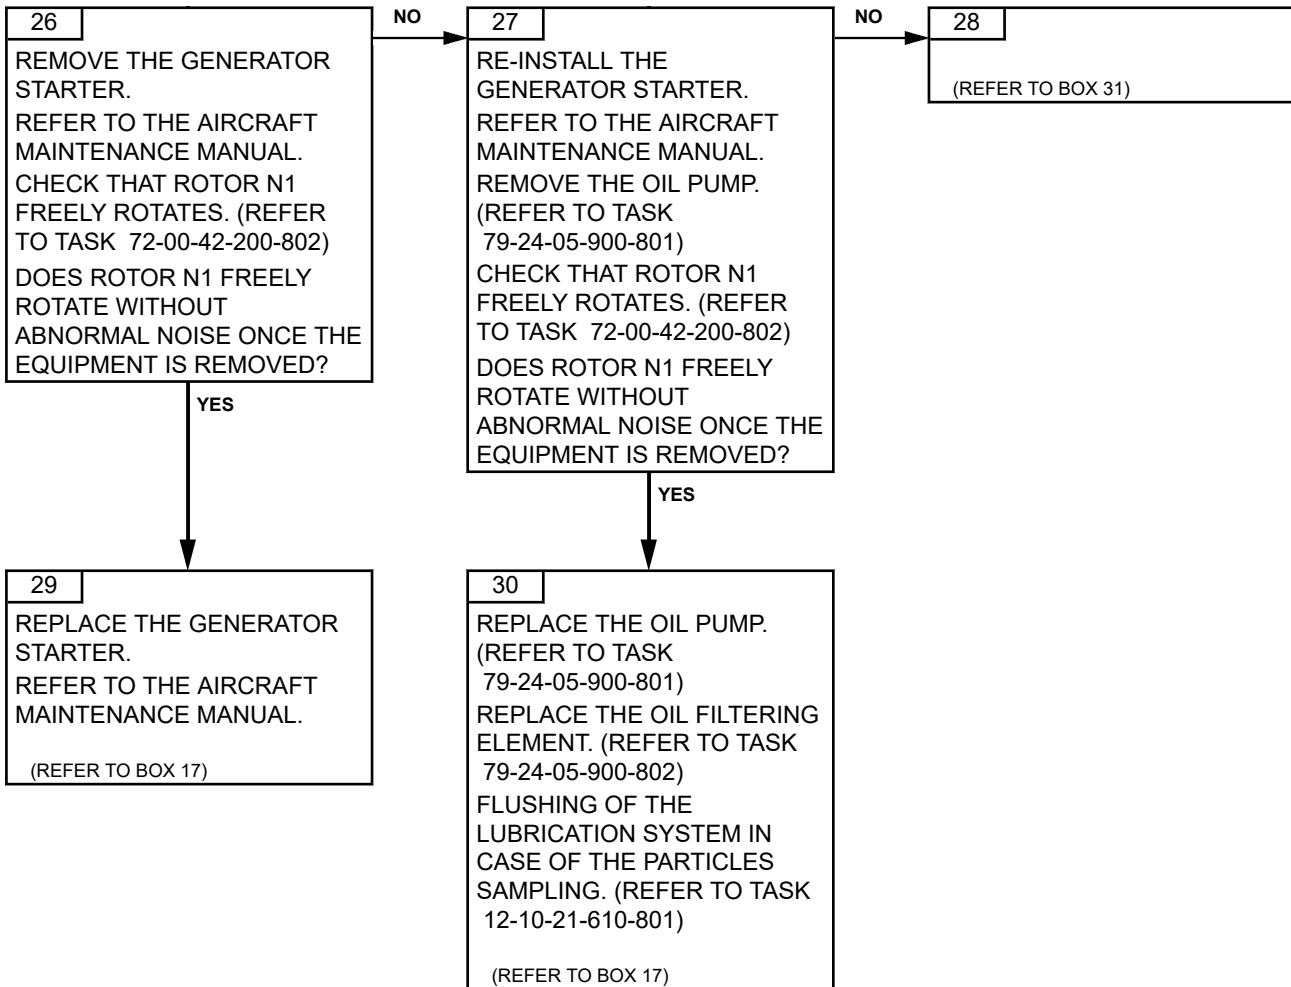 26
REMOVE THE GENERATOR
STARTER.
REFER TO THE AIRCRAFT
MAINTENANCE MANUAL.
CHECK THAT ROTOR N1
FREELY ROTATES. (REFER
TO TASK 72-00-42-200-802)
DOES ROTOR N1 FREELY
ROTATE WITHOUT
ABNORMAL NOISE ONCE THE
EQUIPMENT IS REMOVED?
NO
27
RE-INSTALL THE
GENERATOR STARTER.
REFER TO THE AIRCRAFT
MAINTENANCE MANUAL.
REMOVE THE OIL PUMP.
(REFER TO TASK
79-24-05-900-801)
CHECK THAT ROTOR N1
FREELY ROTATES. (REFER
TO TASK 72-00-42-200-802)
DOES ROTOR N1 FREELY
ROTATE WITHOUT
ABNORMAL NOISE ONCE THE
EQUIPMENT IS REMOVED?
NO
28
(REFER TO BOX 31)
YES
YES
29
REPLACE THE GENERATOR
STARTER.
REFER TO THE AIRCRAFT
MAINTENANCE MANUAL.
(REFER TO BOX 17)
30
REPLACE THE OIL PUMP.
(REFER TO TASK
79-24-05-900-801)
REPLACE THE OIL FILTERING
ELEMENT. (REFER TO TASK
79-24-05-900-802)
FLUSHING OF THE
LUBRICATION SYSTEM IN
CASE OF THE PARTICLES
SAMPLING. (REFER TO TASK
12-10-21-610-801)
(REFER TO BOX 17)